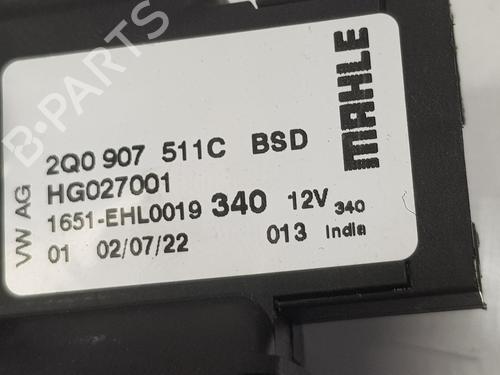 2Q0 907 511C BSD
HG027001
1651-EHL0019 340 12V 340
01 02/07/22 013 India
VW AG
MAHLE
B-PARTS